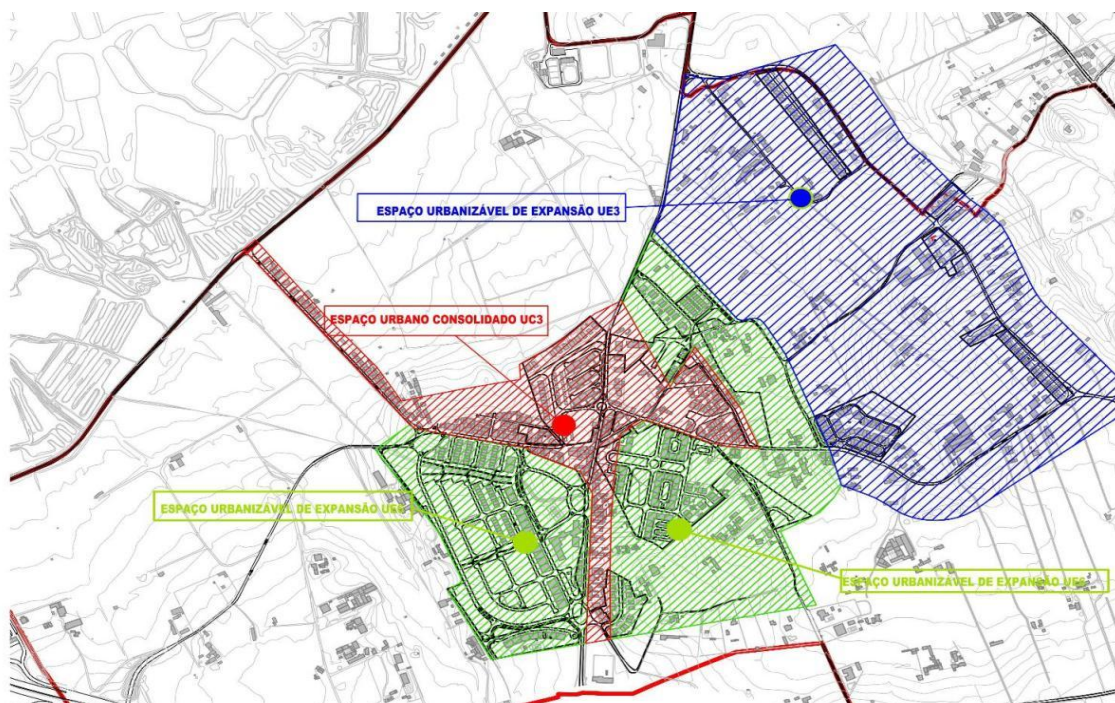 ESPAÇO URBANIZÁVEL DE EXPANSÃO UE3
ESPAÇO URBANO CONSOLIDADO UC3
ESPAÇO URBANIZÁVEL DE EXPANSÃO
ESPAÇO URBANIZÁVEL DE EXPANSÃO